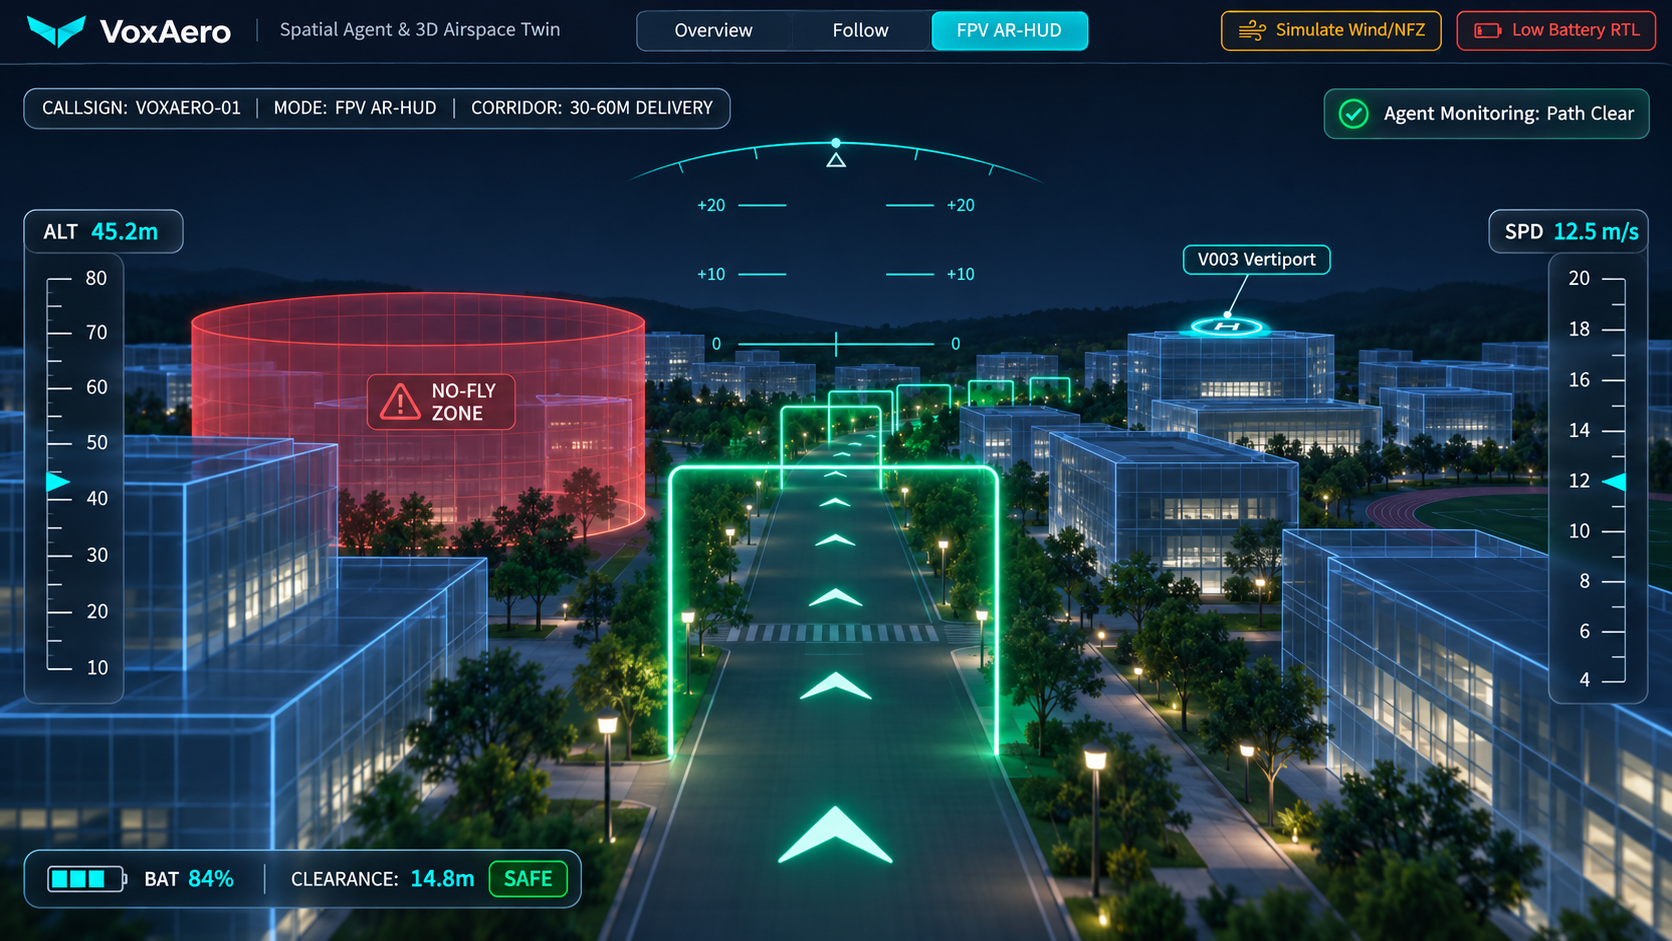 VoxAero
Spatial Agent & 3D Airspace Twin
Overview
Follow
FPV AR-HUD
Simulate Wind/NFZ
Low Battery RTL
CALLSIGN: VOXAERO-01 | MODE: FPV AR-HUD | CORRIDOR: 30-60M DELIVERY
Agent Monitoring: Path Clear
ALT 45.2m
80
70
60
50
40
30
20
10
+20 +20
+10 +10
0 0
NO-FLY
ZONE
V003 Vertiport
H
SPD 12.5 m/s
20
18
16
14
12
10
8
6
4
BAT 84%
CLEARANCE: 14.8m SAFE